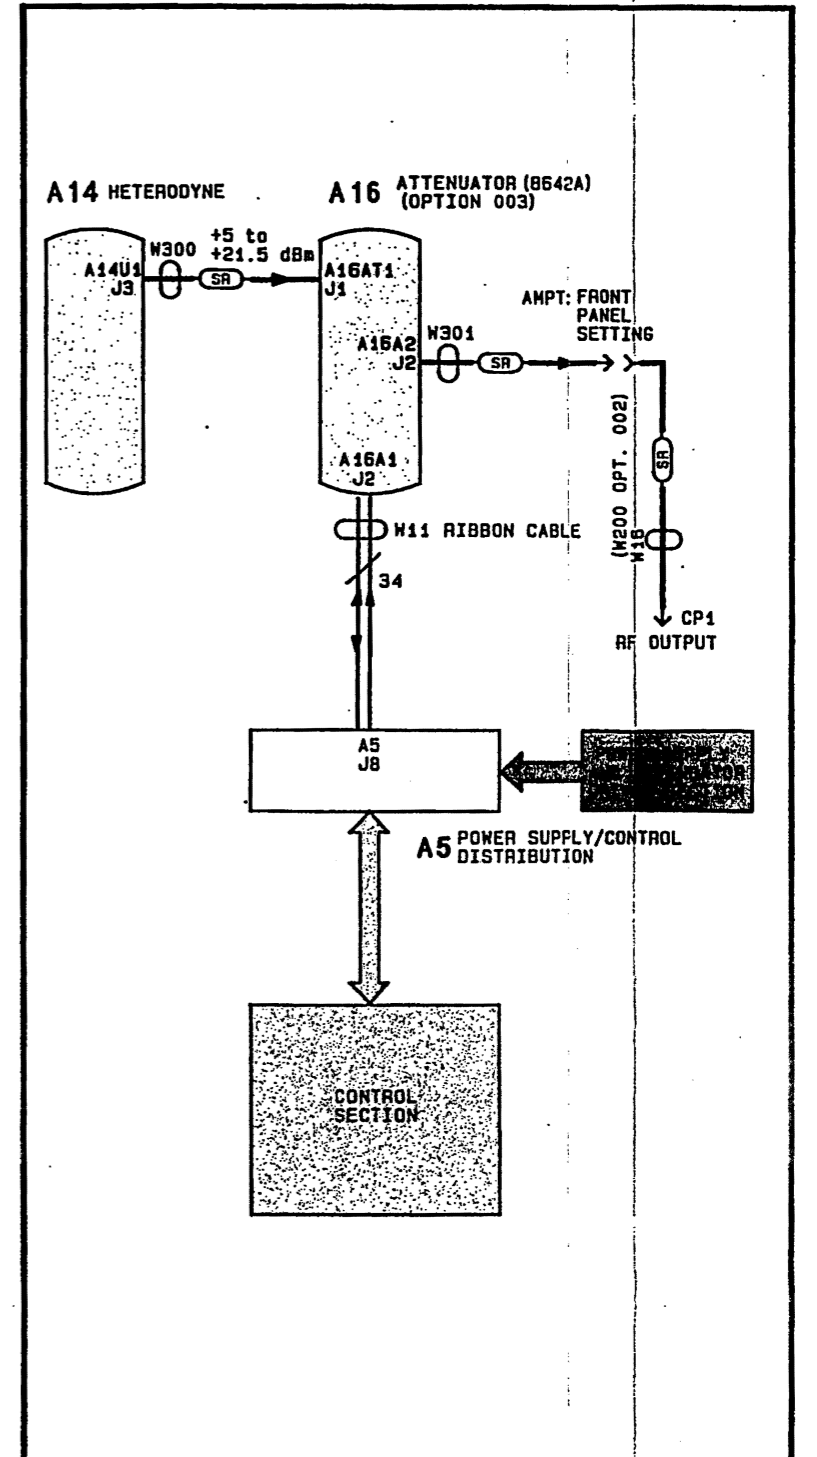 A14 HETERODYNE
A16 ATTENUATOR (8642A)
(OPTION 003)
+5 to
+21.5 dBm
W300
SR
A14U1
J3
A16AT1
J1
AMPT: FRONT
PANEL
SETTING
W301
A16A2
J2
SR
(W200 OPT. 002)
W16
SR
A16A1
J2
W11 RIBBON CABLE
34
CP1
RF OUTPUT
A5
J8
A5 POWER SUPPLY/CONTROL
DISTRIBUTION
CONTROL
SECTION